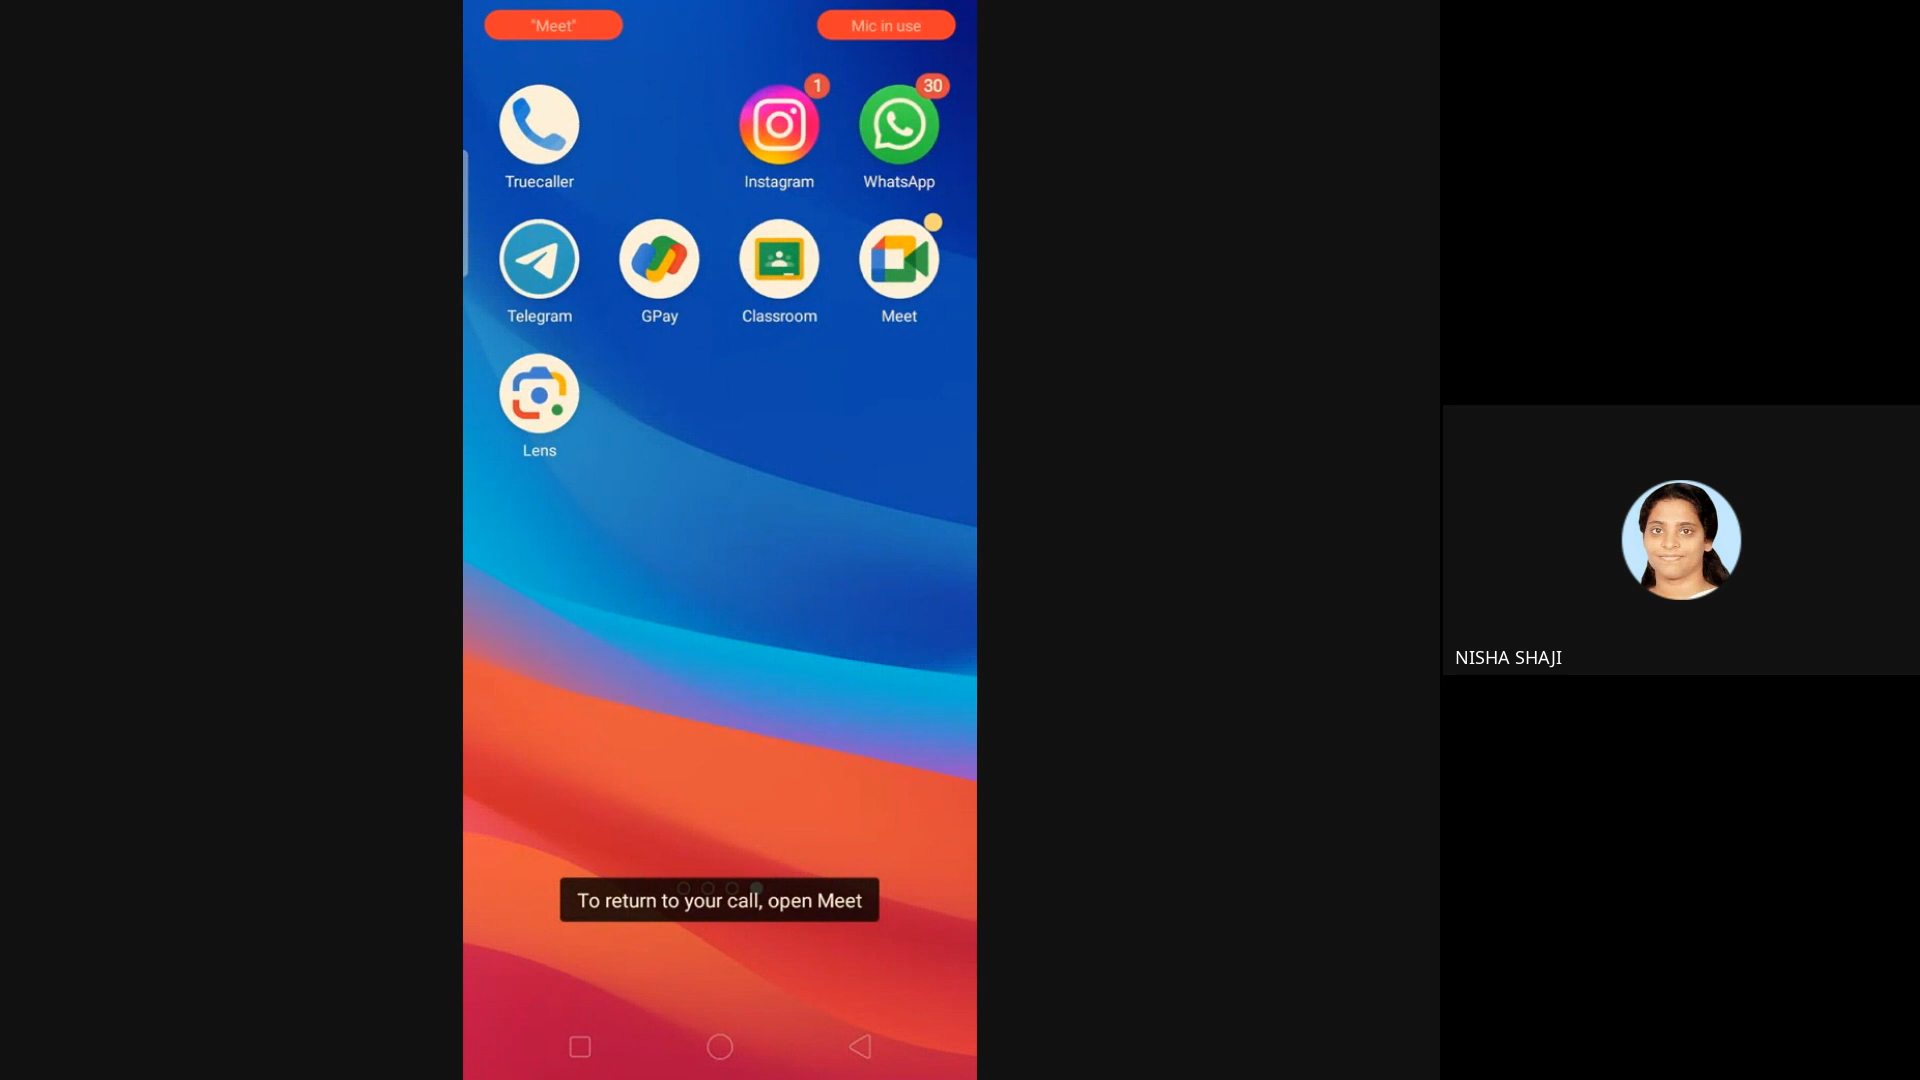 "Meet"
Mic in use
1
30
Truecaller
Instagram
WhatsApp
Telegram
GPay
Classroom
Meet
Lens
To return to your call, open Meet
NISHA SHAJI